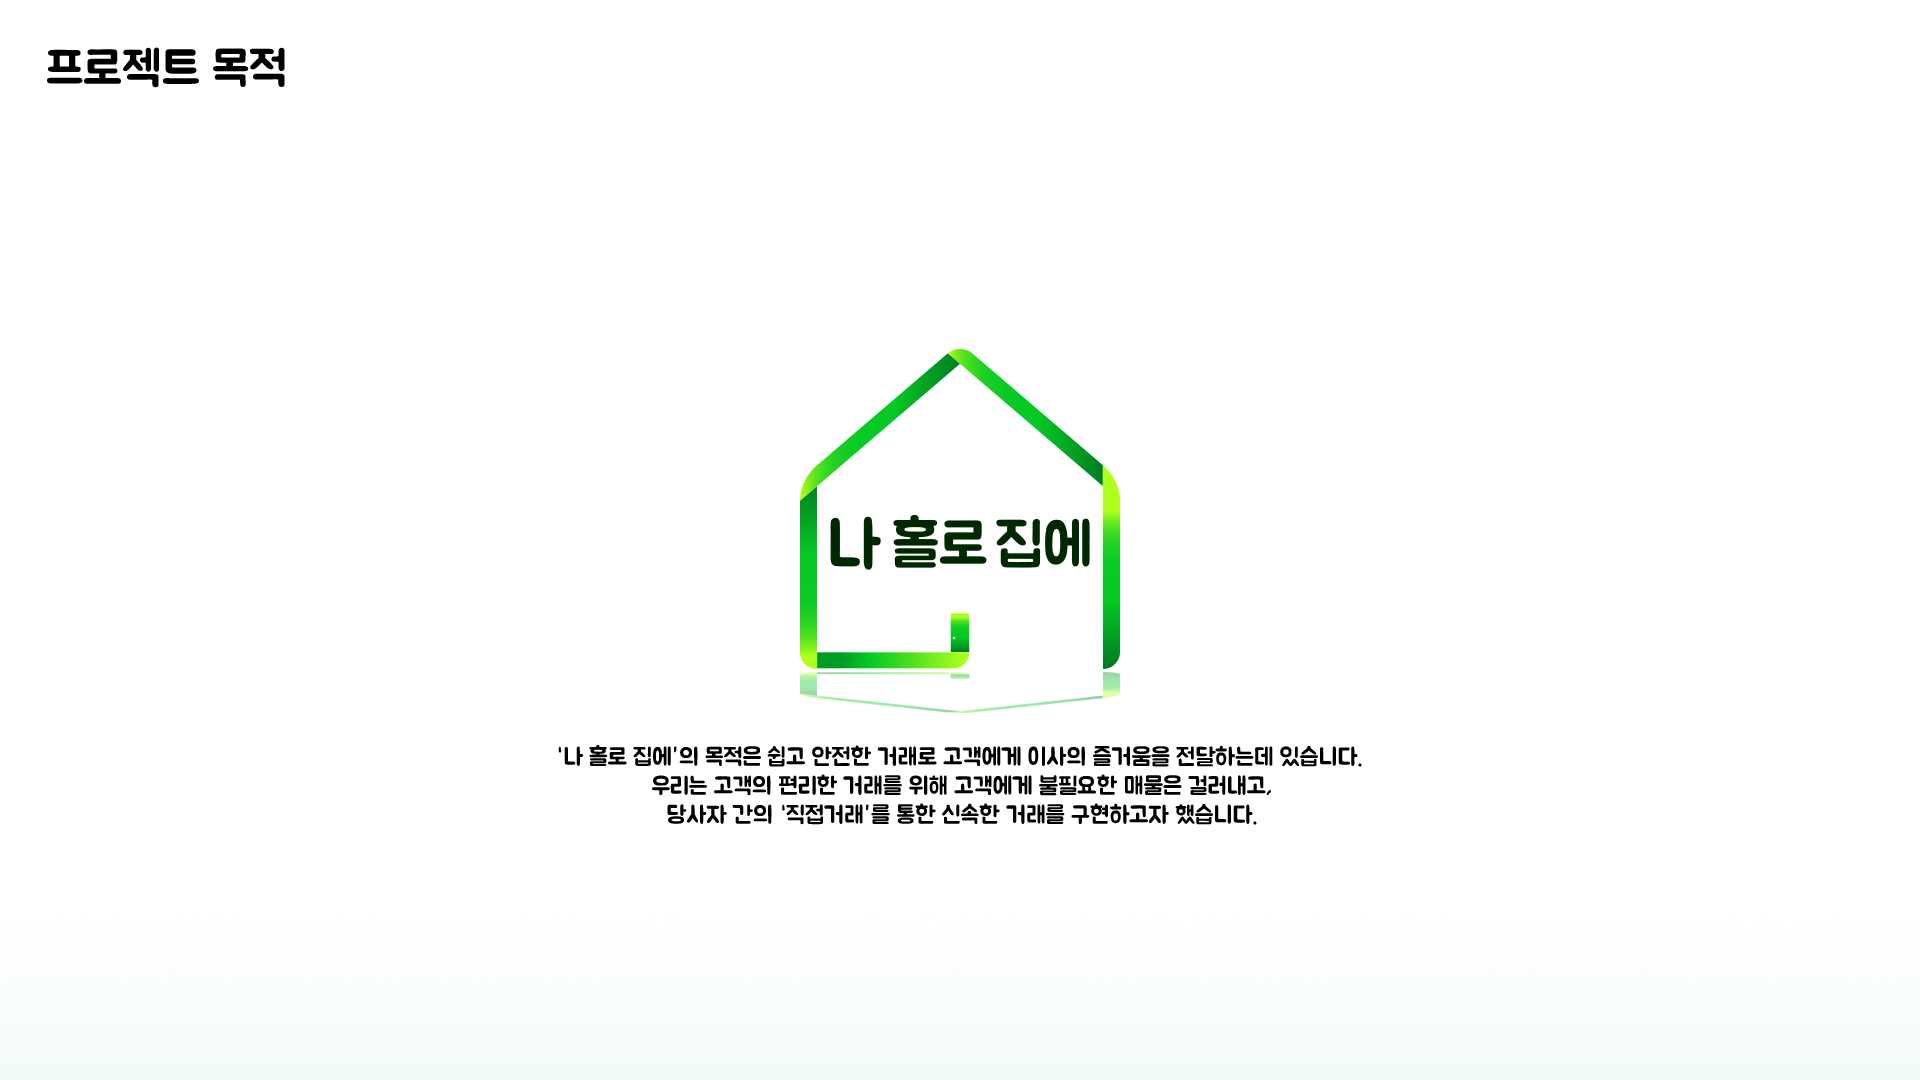 프로젝트 목적
나 홀로 집에
‘나 홀로 집에’의 목적은 쉽고 안전한 거래로 고객에게 이사의 즐거움을 전달하는데 있습니다.
우리는 고객의 편리한 거래를 위해 고객에게 불필요한 매물은 걸러내고,
당사자 간의 ‘직접거래’를 통한 신속한 거래를 구현하고자 했습니다.